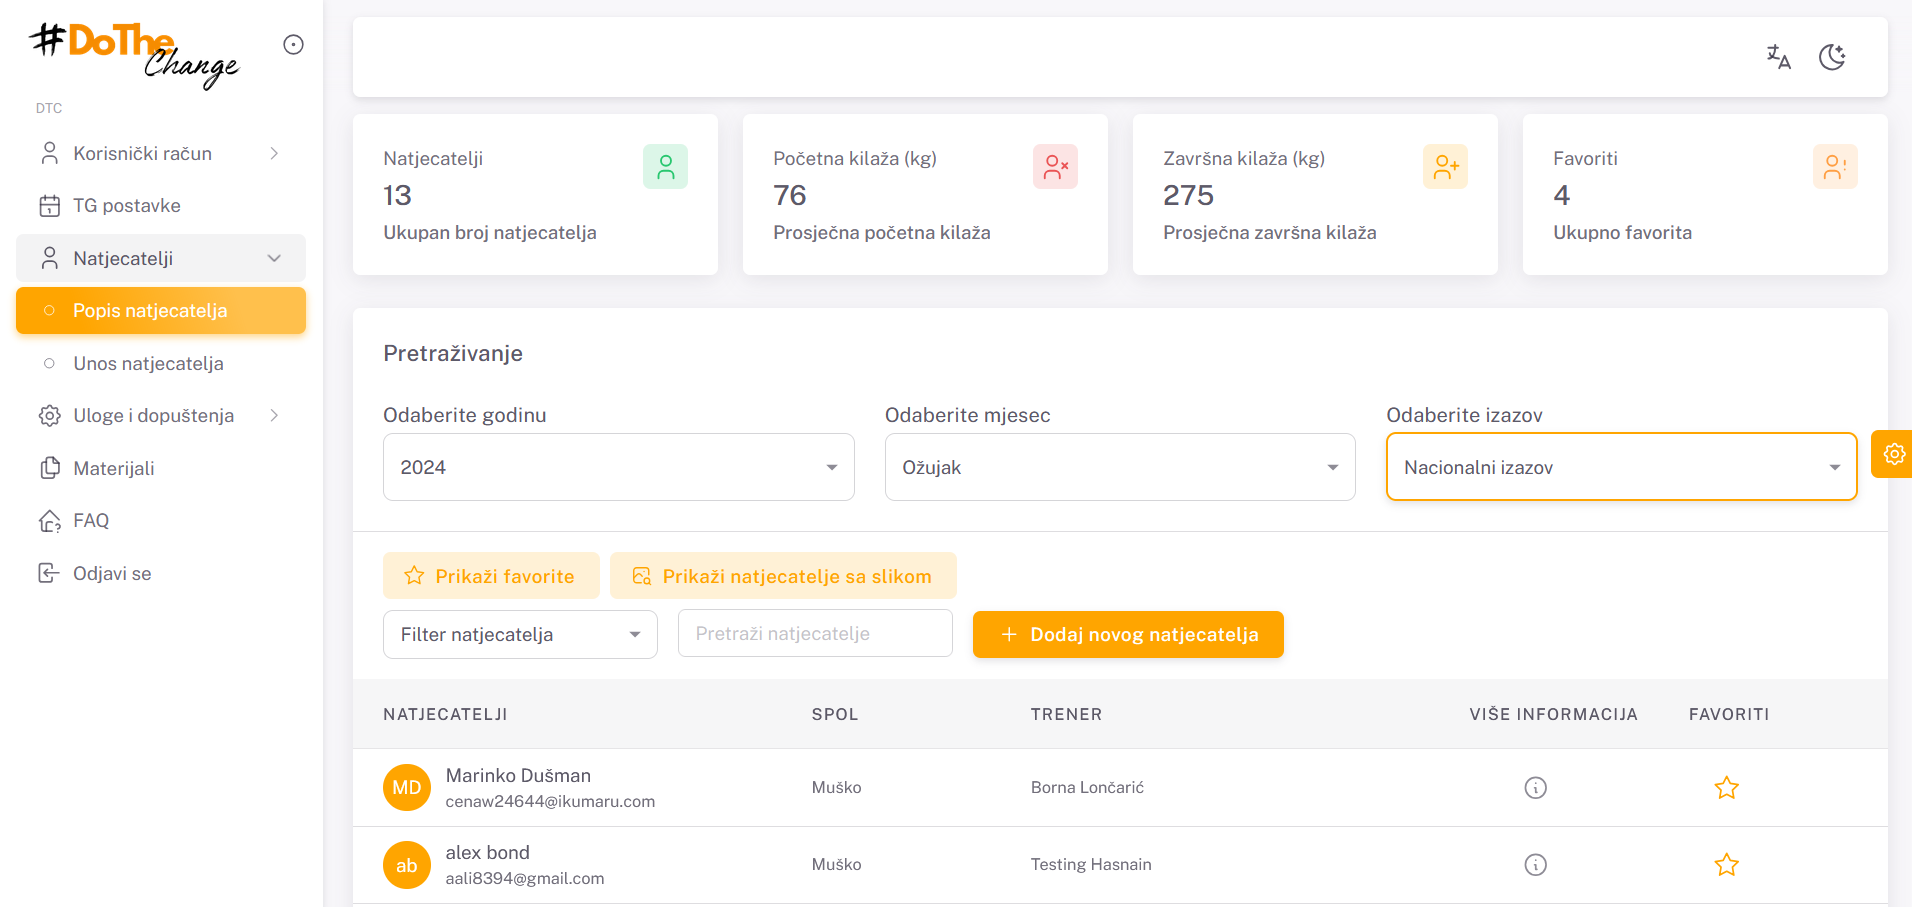 #DoThe
Change
DTC
Korisnički račun
TG postavke
Natjecatelji
Popis natjecatelja
Unos natjecatelja
Uloge i dopuštenja
Materijali
FAQ
Odjavi se
Natjecatelji
13
Ukupan broj natjecatelja
Početna kilaža (kg)
76
Prosječna početna kilaža
Završna kilaža (kg)
275
Prosječna završna kilaža
Favoriti
4
Ukupno favorita
Pretraživanje
Odaberite godinu
2024
Odaberite mjesec
Ožujak
Odaberite izazov
Nacionalni izazov
Prikaži favorite
Prikaži natjecatelje sa slikom
Filter natjecatelja
Pretraži natjecatelje
Dodaj novog natjecatelja
NATJECATELJI SPOL TRENER VIŠE INFORMACIJA FAVORITI
MD
Marinko Dušman
cenaw24644@ikumaru.com
Muško
Borna Lončarić
ab
alex bond
aali8394@gmail.com
Muško
Testing Hasnain